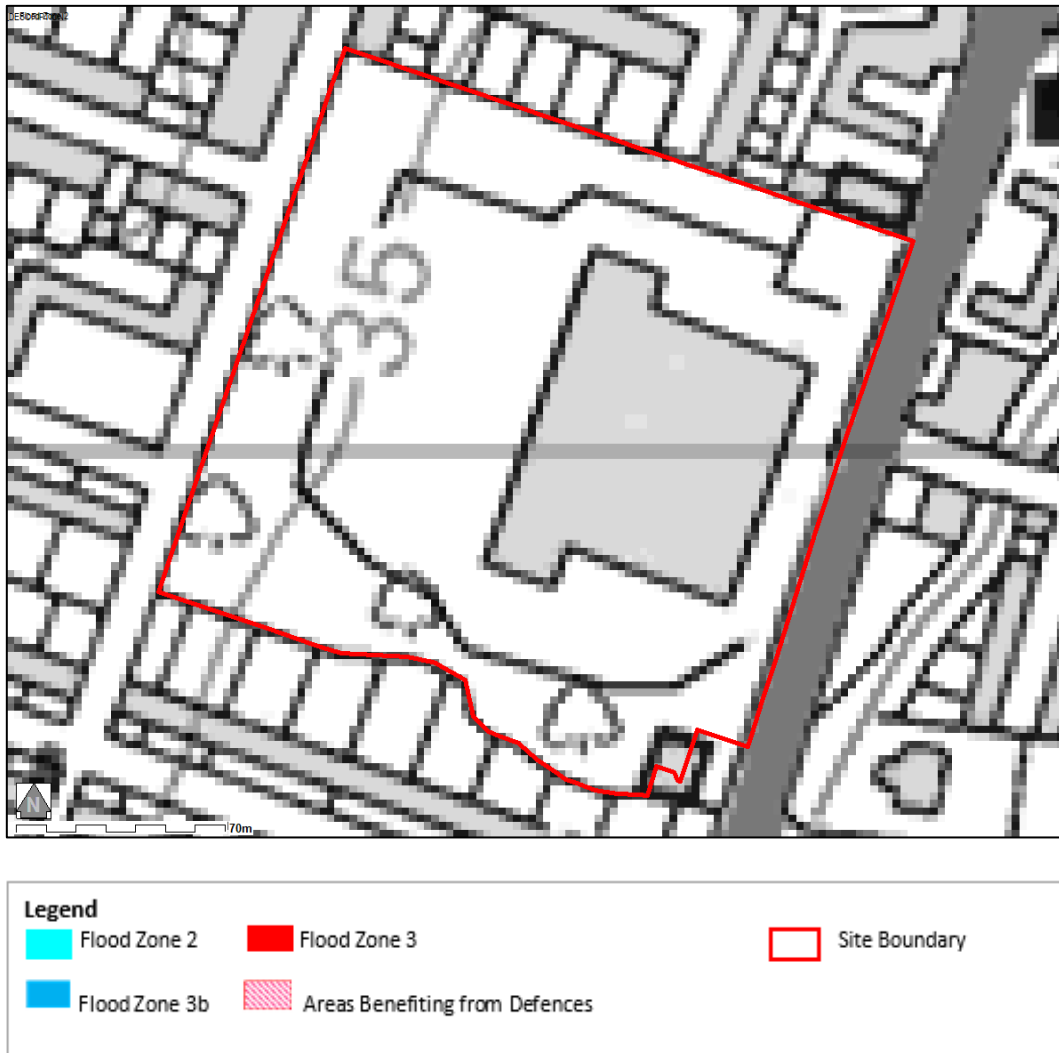 35
N
70m
Legend
Flood Zone 2
Flood Zone 3
Site Boundary
Flood Zone 3b
Areas Benefiting from Defences